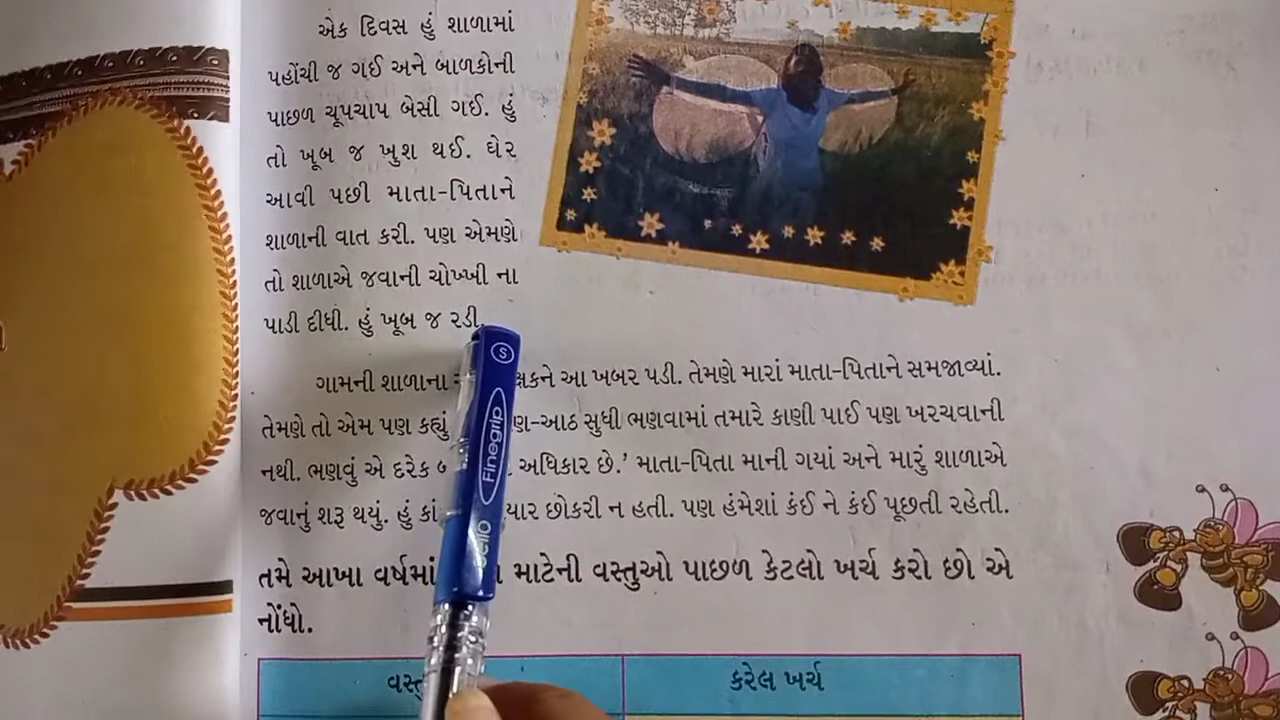 એક દિવસ હું શાળામાં
પહોંચી જ ગઈ અને બાળકોની
પાછળ ચૂપચાપ બેસી ગઈ. હું
તો ખૂબ જ ખુશ થઈ. ઘેર
આવી પછી માતા-પિતાને
શાળાની વાત કરી. પણ એમણે
તો શાળાએ જવાની ચોખ્ખી ના
પાડી દીધી. હું ખૂબ જ રડી.
ગામની શાળાના આ ખબર પડી. તેમણે મારાં માતા-પિતાને સમજાવ્યાં.
તેમણે તો એમ પણ કહ્યું સુધી ભણવામાં તમારે કાણી પાઈ પણ ખરચવાની
નથી. ભણવું એ દરેક અધિકાર છે.’ માતા-પિતા માની ગયાં અને મારું શાળાએ
જવાનું શરૂ થયું. હું છોકરી ન હતી. પણ હંમેશાં કંઈ ને કંઈ પૂછતી રહેતી.
તમે આખા વર્ષમાં માટેની વસ્તુઓ પાછળ કેટલો ખર્ચ કરો છો એ
નોંધો.
કરેલ ખર્ચ
S
Finegrip
cello